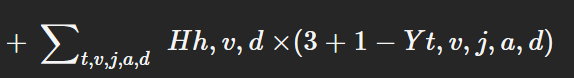 + ∑t,v,j,a,d Hh, v, d ×(3 + 1 − Yt, v, j, a, d)